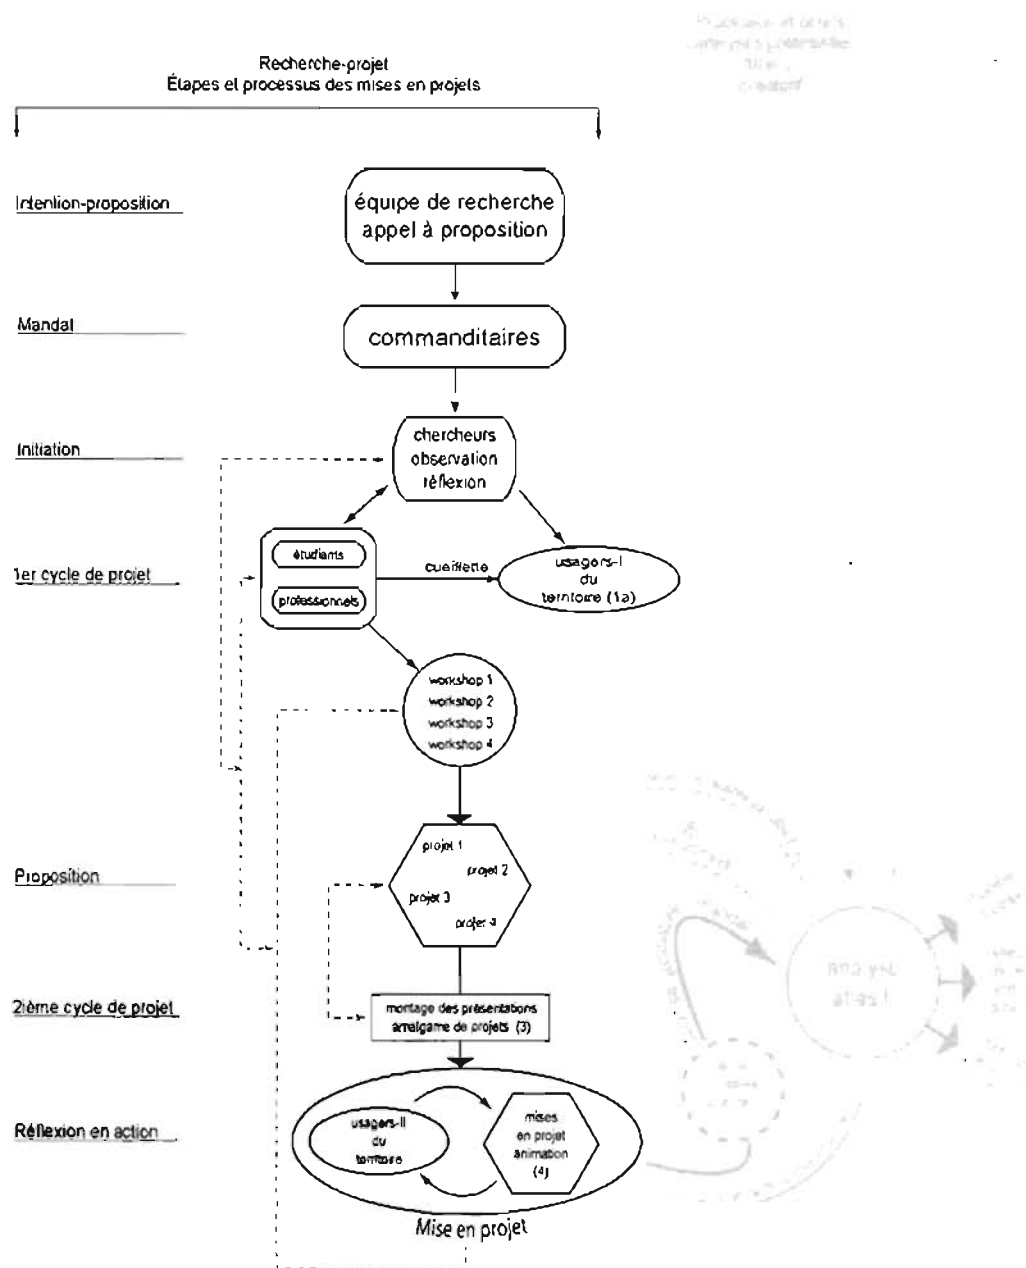 Recherche-projet
Étapes et processus des mises en projets
Intention-proposition
équipe de recherche
appel à proposition
Mandat
commanditaires
Initiation
chercheurs
observation
réflexion
1er cycle de projet
étudiants
professionnels
cueillette
usagers-I
du
territoire (1a)
workshop 1
workshop 2
workshop 3
workshop 4
Proposition
projet 1
projet 2
projet 3
projet 4
2ième cycle de projet
montage des présentations
amalgame de projets (3)
Réflexion en action
usagers-II
du
territoire
mises
en projet
animation
(4)
Mise en projet